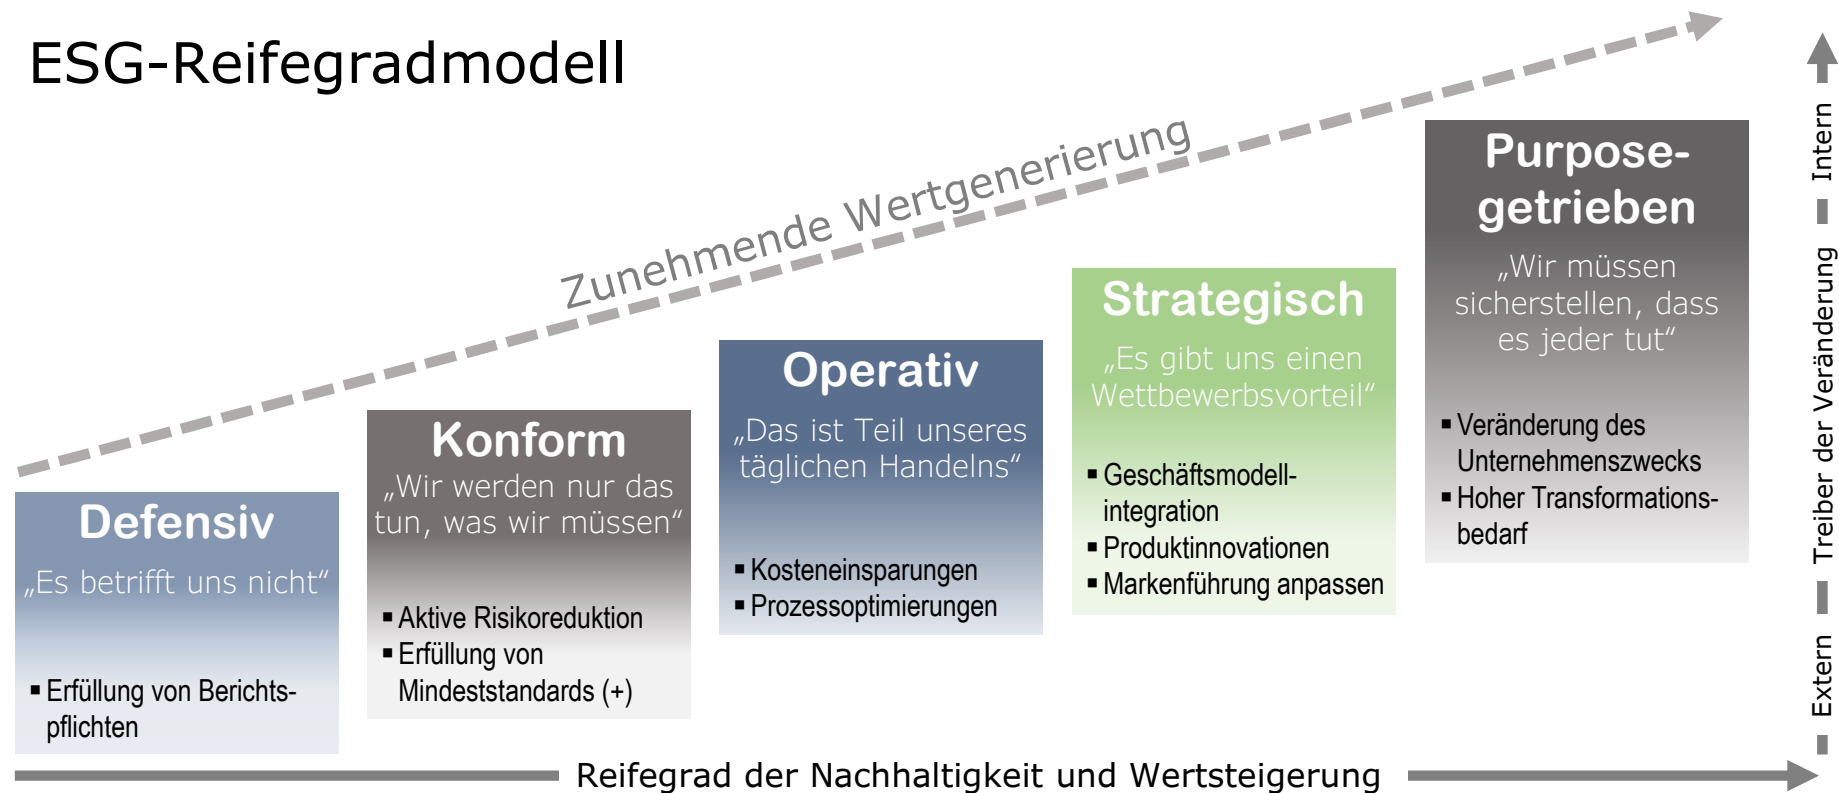 ESG-Reifegradmodell
Zunehmende Wertgenerierung
Defensiv
„Es betrifft uns nicht“
▪ Erfüllung von Berichts-
pflichten
Konform
„Wir werden nur das
tun, was wir müssen“
▪ Aktive Risikoreduktion
▪ Erfüllung von
Mindeststandards (+)
Operativ
„Das ist Teil unseres
täglichen Handelns“
▪ Kosteneinsparungen
▪ Prozessoptimierungen
Strategisch
„Es gibt uns einen
Wettbewerbsvorteil“
▪ Geschäftsmodell-
integration
▪ Produktinnovationen
▪ Markenführung anpassen
Purpose-
getrieben
„Wir müssen
sicherstellen, dass
es jeder tut“
▪ Veränderung des
Unternehmenszwecks
▪ Hoher Transformations-
bedarf
Extern
Treiber der Veränderung
Intern
Reifegrad der Nachhaltigkeit und Wertsteigerung